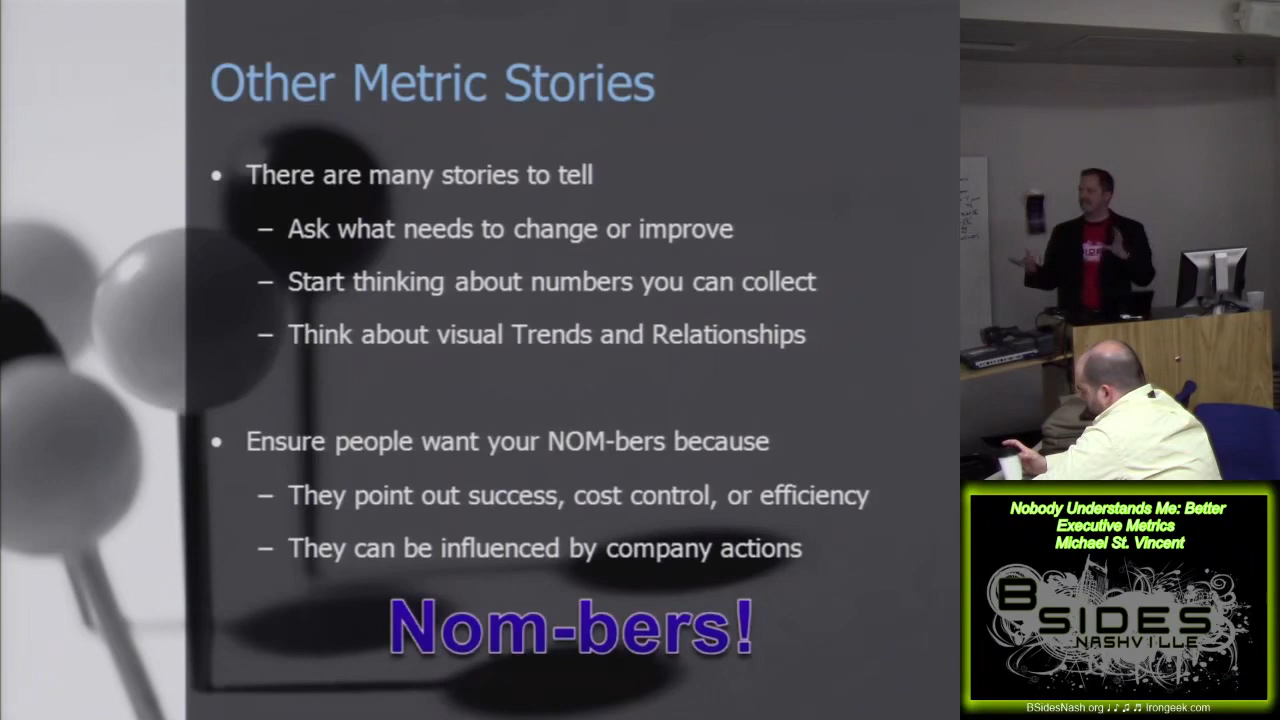 Other Metric Stories
• There are many stories to tell
– Ask what needs to change or improve
– Start thinking about numbers you can collect
– Think about visual Trends and Relationships
• Ensure people want your NOM-bers because
– They point out success, cost control, or efficiency
– They can be influenced by company actions
Nom-bers!
Nobody Understands Me: Better
Executive Metrics
Michael St. Vincent
BSIDES
NASHVILLE
BSidesNash.org ♩ ♪ ♫ ♬ Irongeek.com